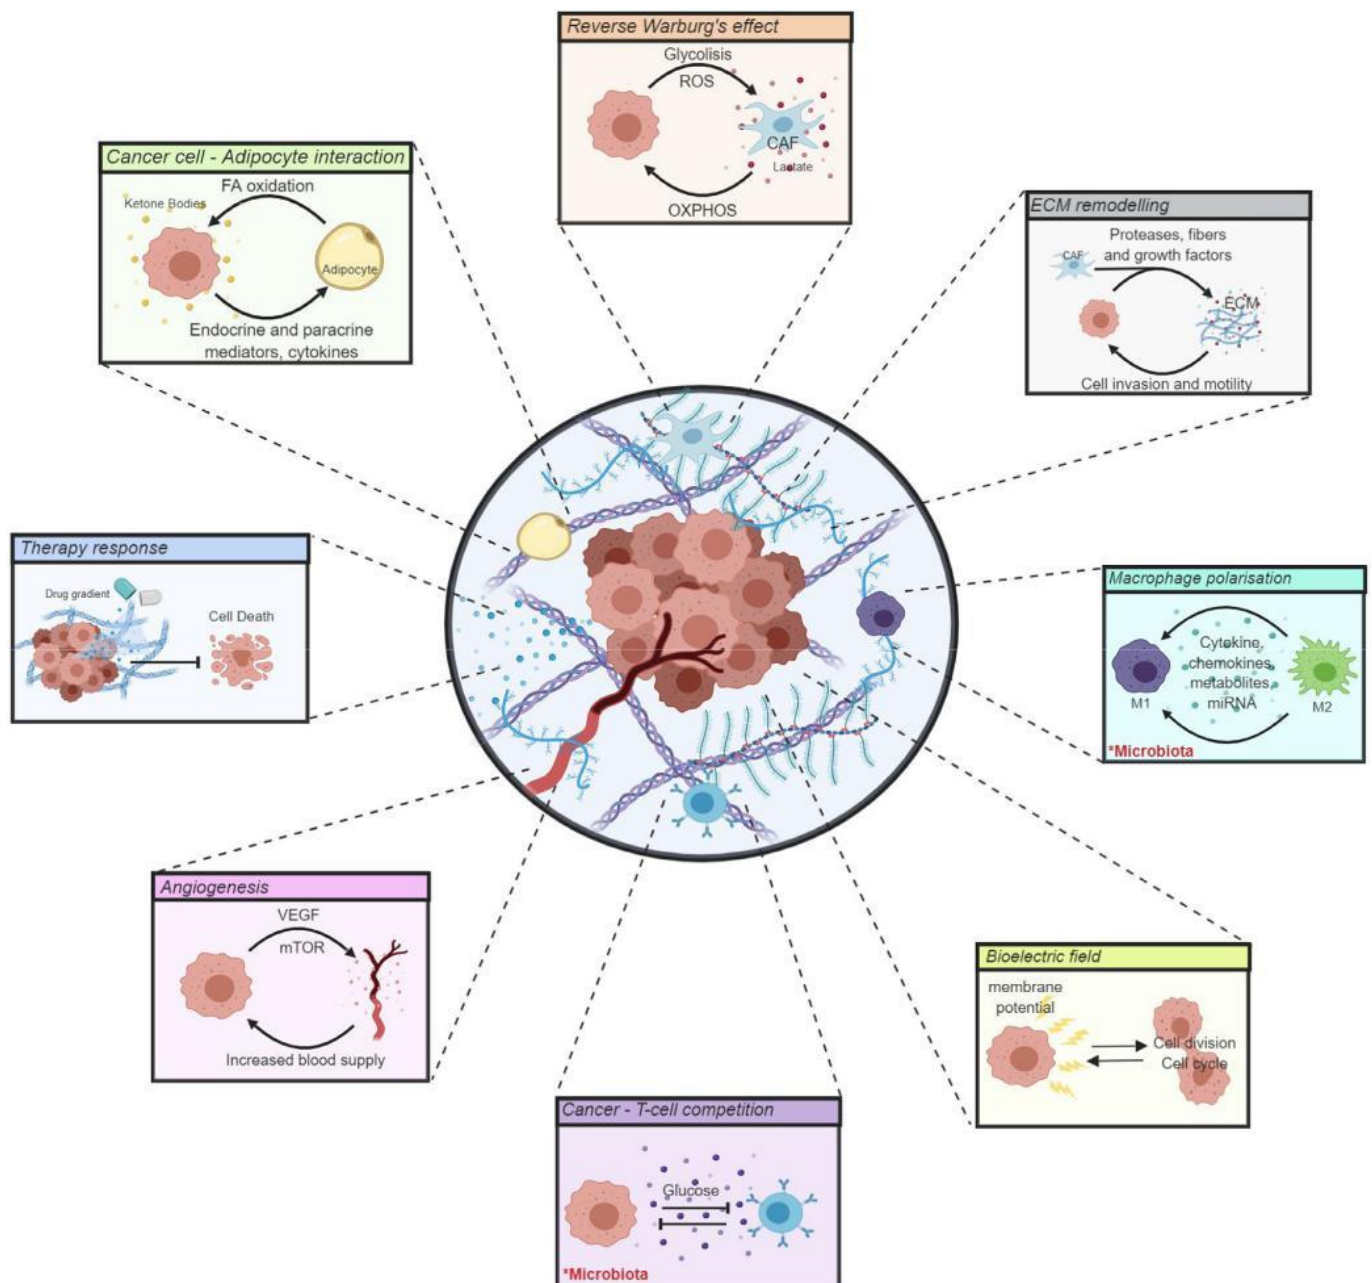 Reverse Warburg's effect
Glycolisis
ROS
CAF
Lactate
OXPHOS
Cancer cell - Adipocyte interaction
FA oxidation
Ketone Bodies
Adipocyte
Endocrine and paracrine
mediators, cytokines
ECM remodelling
Proteases, fibers
and growth factors
CAF
ECM
Cell invasion and motility
Therapy response
Drug gradient
Cell Death
Macrophage polarisation
Cytekine,
chemokines,
metabolites,
miRNA
M1
M2
*Microbiota
Angiogenesis
VEGF
mTOR
Increased blood supply
Bioelectric field
membrane
potential
Cell division
Cell cycle
Cancer - T-cell competition
Glucose
*Microbiota